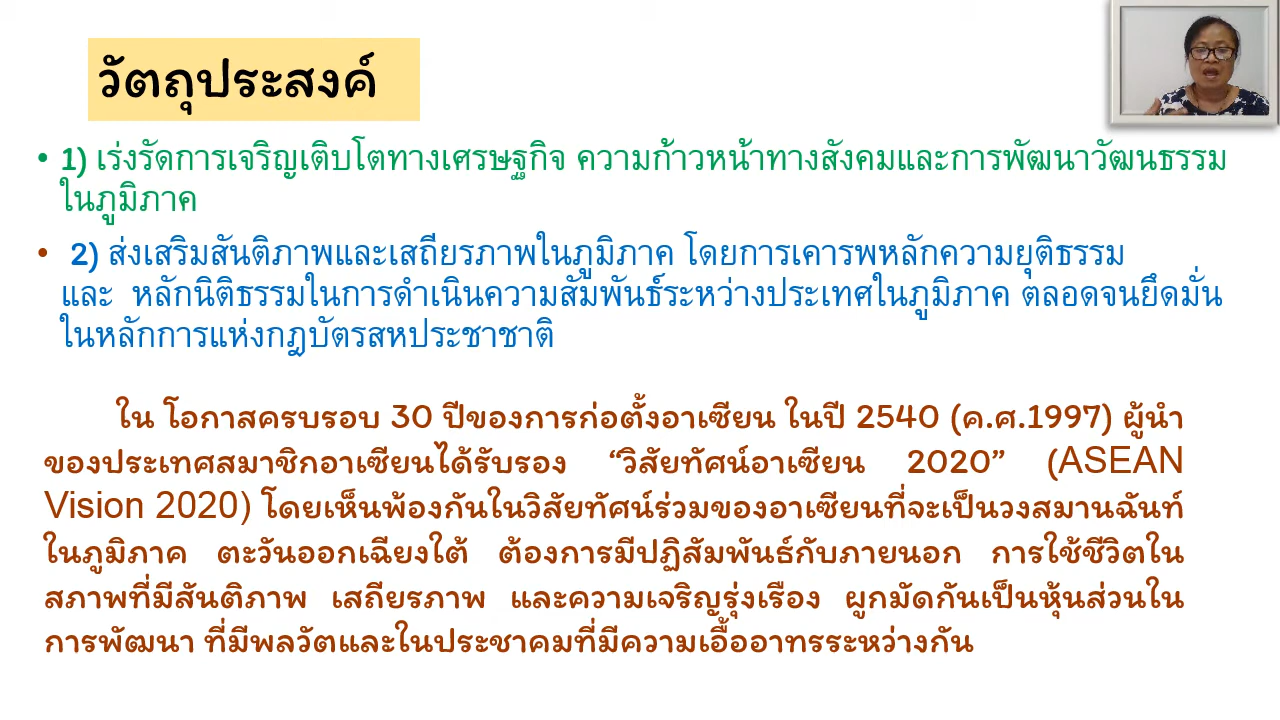 วัตถุประสงค์
• 1) เร่งรัดการเจริญเติบโตทางเศรษฐกิจ ความก้าวหน้าทางสังคมและการพัฒนาวัฒนธรรม
ในภูมิภาค
• 2) ส่งเสริมสันติภาพและเสถียรภาพในภูมิภาค โดยการเคารพหลักความยุติธรรม
และ หลักนิติธรรมในการดำเนินความสัมพันธ์ระหว่างประเทศในภูมิภาค ตลอดจนยึดมั่น
ในหลักการแห่งกฎบัตรสหประชาชาติ
ใน โอกาสครบรอบ 30 ปีของการก่อตั้งอาเซียน ในปี 2540 (ค.ศ.1997) ผู้นำ
ของประเทศสมาชิกอาเซียนได้รับรอง “วิสัยทัศน์อาเซียน 2020” (ASEAN
Vision 2020) โดยเห็นพ้องกันในวิสัยทัศน์ร่วมของอาเซียนที่จะเป็นวงสมานฉันท์
ในภูมิภาค ตะวันออกเฉียงใต้ ต้องการมีปฏิสัมพันธ์กับภายนอก การใช้ชีวิตใน
สภาพที่มีสันติภาพ เสถียรภาพ และความเจริญรุ่งเรือง ผูกมัดกันเป็นหุ้นส่วนใน
การพัฒนา ที่มีพลวัตและในประชาคมที่มีความเอื้ออาทรระหว่างกัน